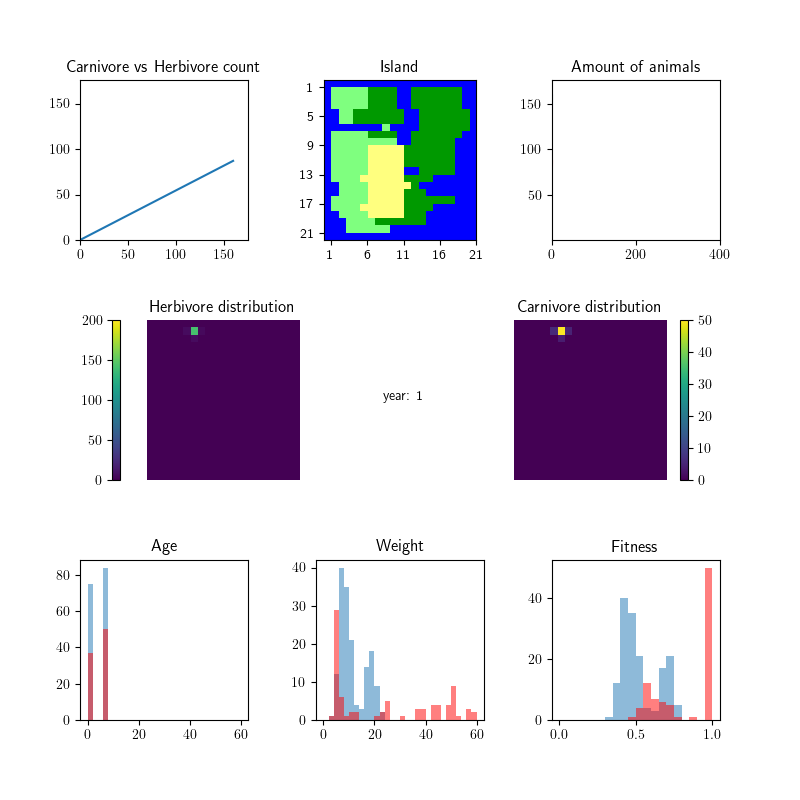 Carnivore vs Herbivore count
150
100
50
0
0 50 100 150
Island
1
5
9
13
17
21
1 6 11 16 21
Amount of animals
150
100
50
0 200 400
Herbivore distribution
200
150
100
50
0
year: 1
Carnivore distribution
50
40
30
20
10
0
Age
80
60
40
20
0
0 20 40 60
Weight
40
30
20
10
0
0 20 40 60
Fitness
40
20
0
0.0 0.5 1.0